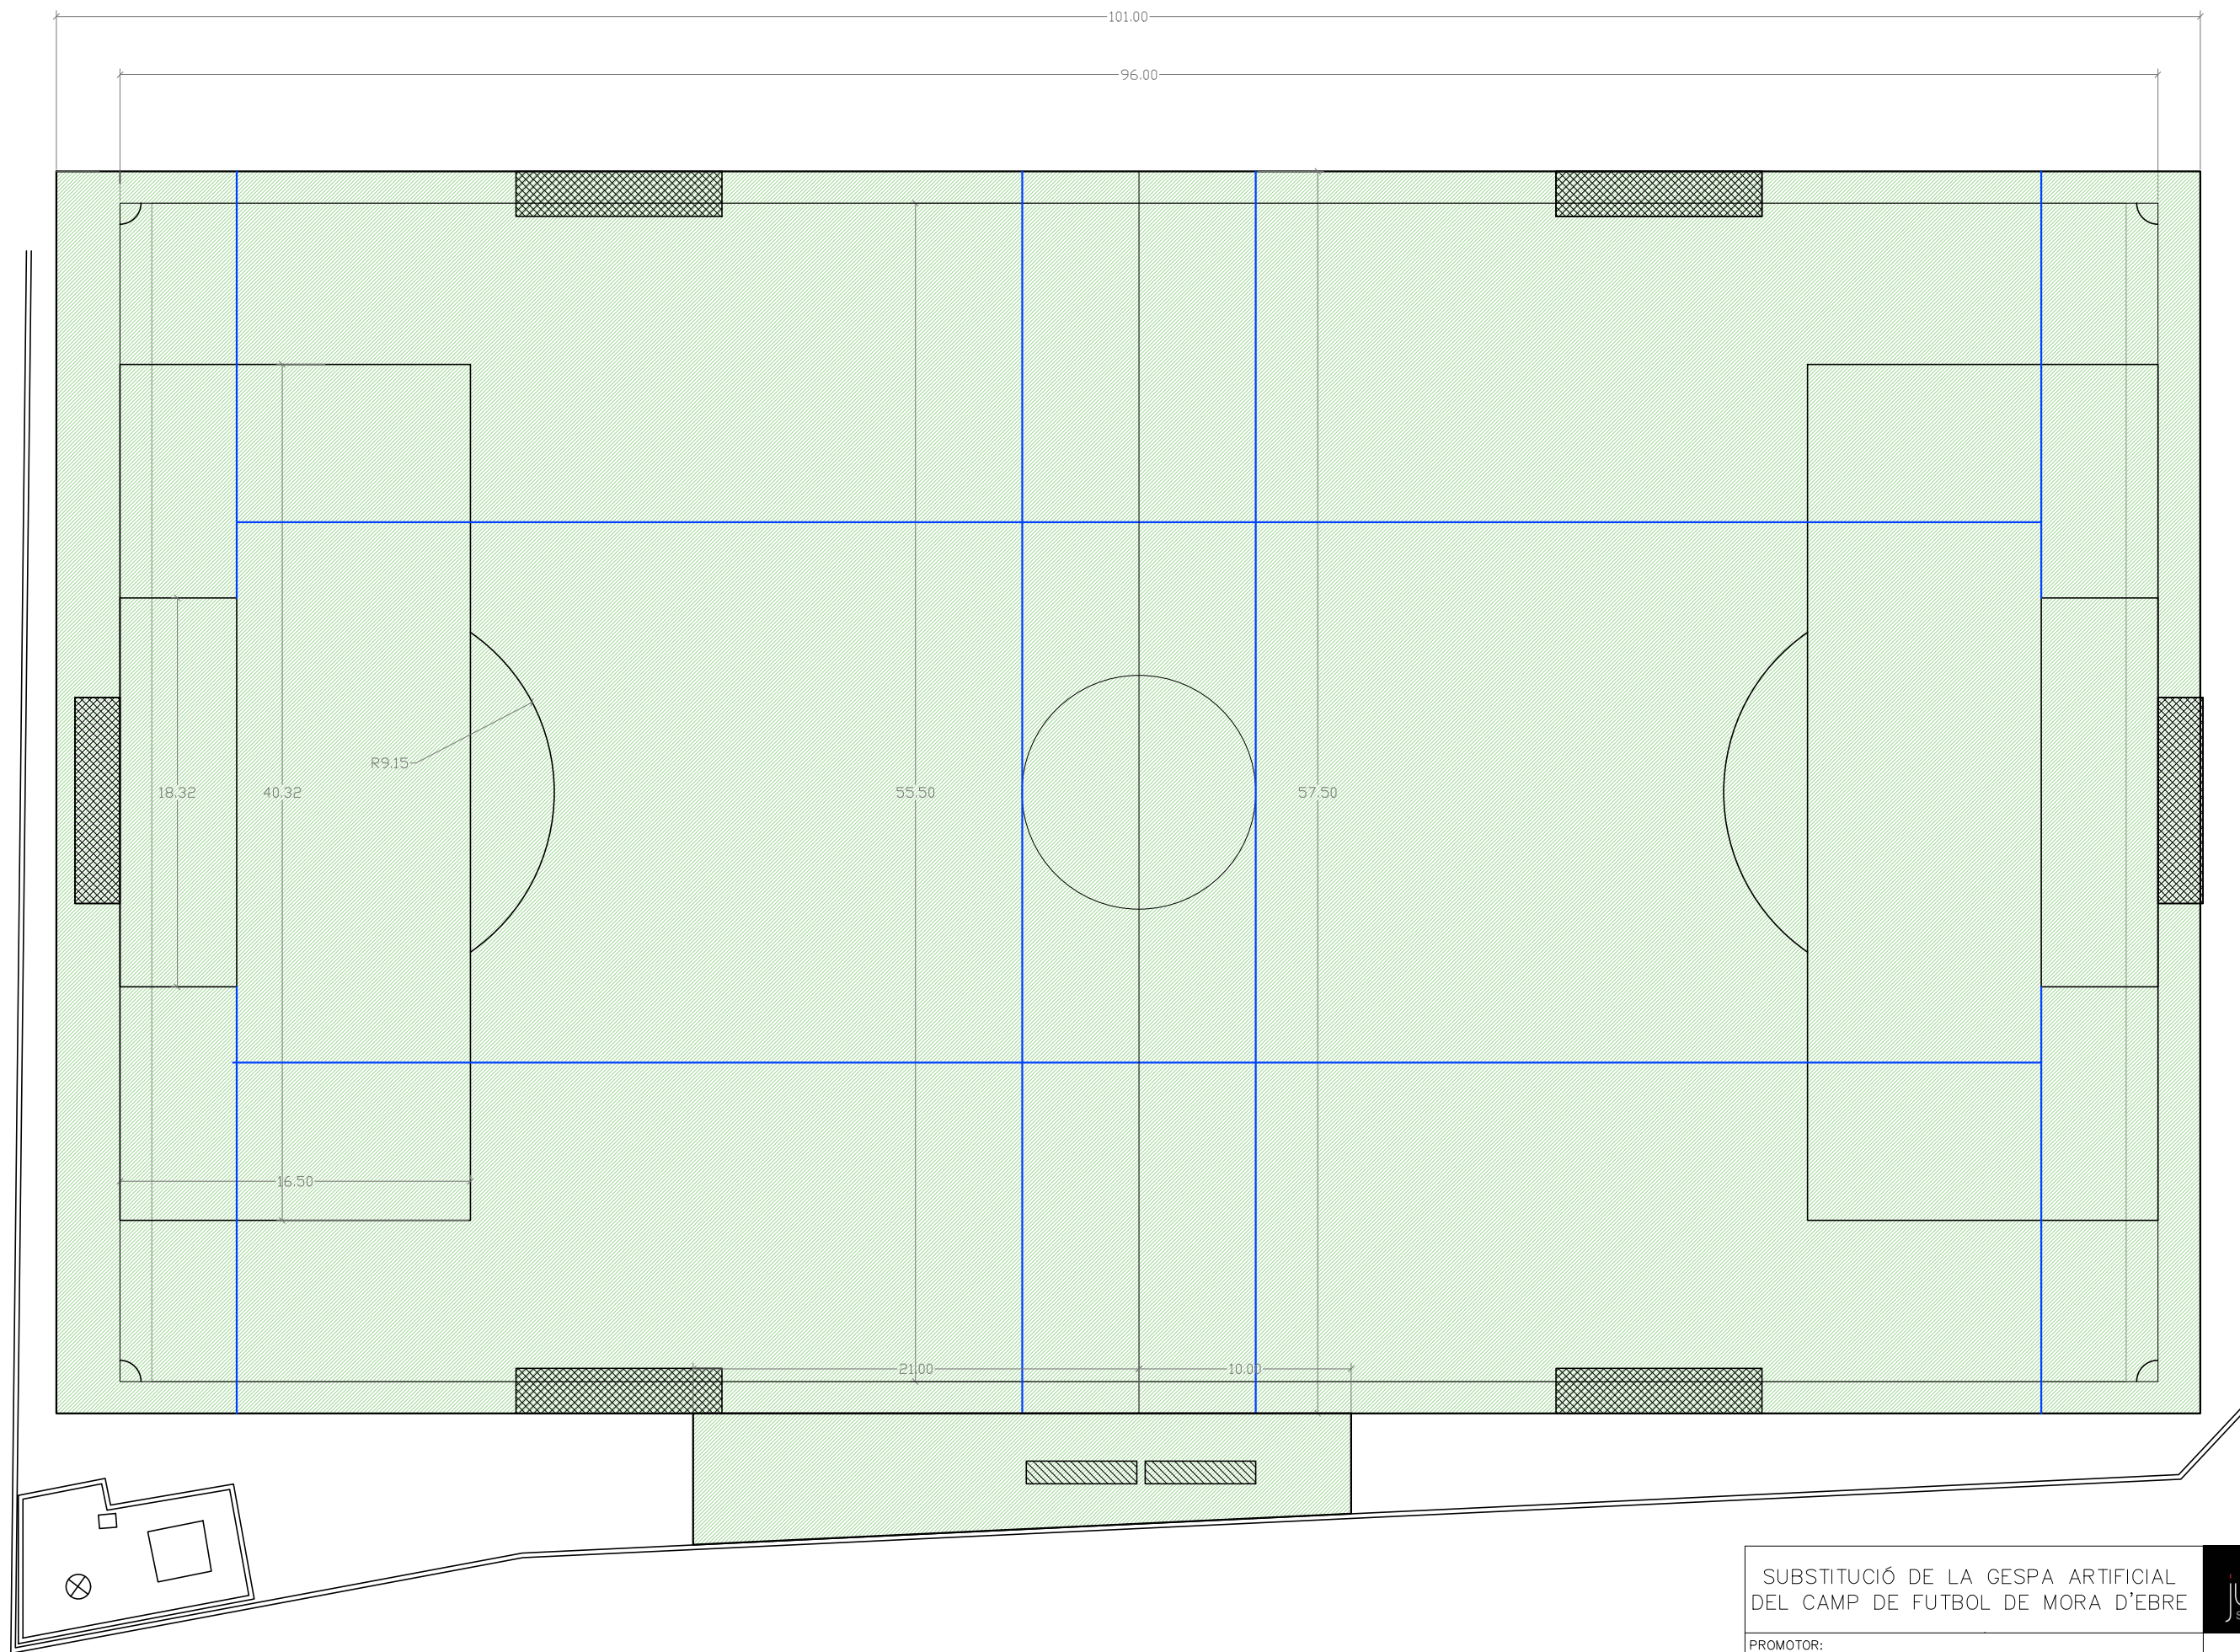 101.00
96.00
R9.15
18.32
40.32
55.50
57.50
16.50
21.00
10.00
SUBSTITUCIÓ DE LA GESPA ARTIFICIAL
DEL CAMP DE FUTBOL DE MORA D'EBRE
PROMOTOR: